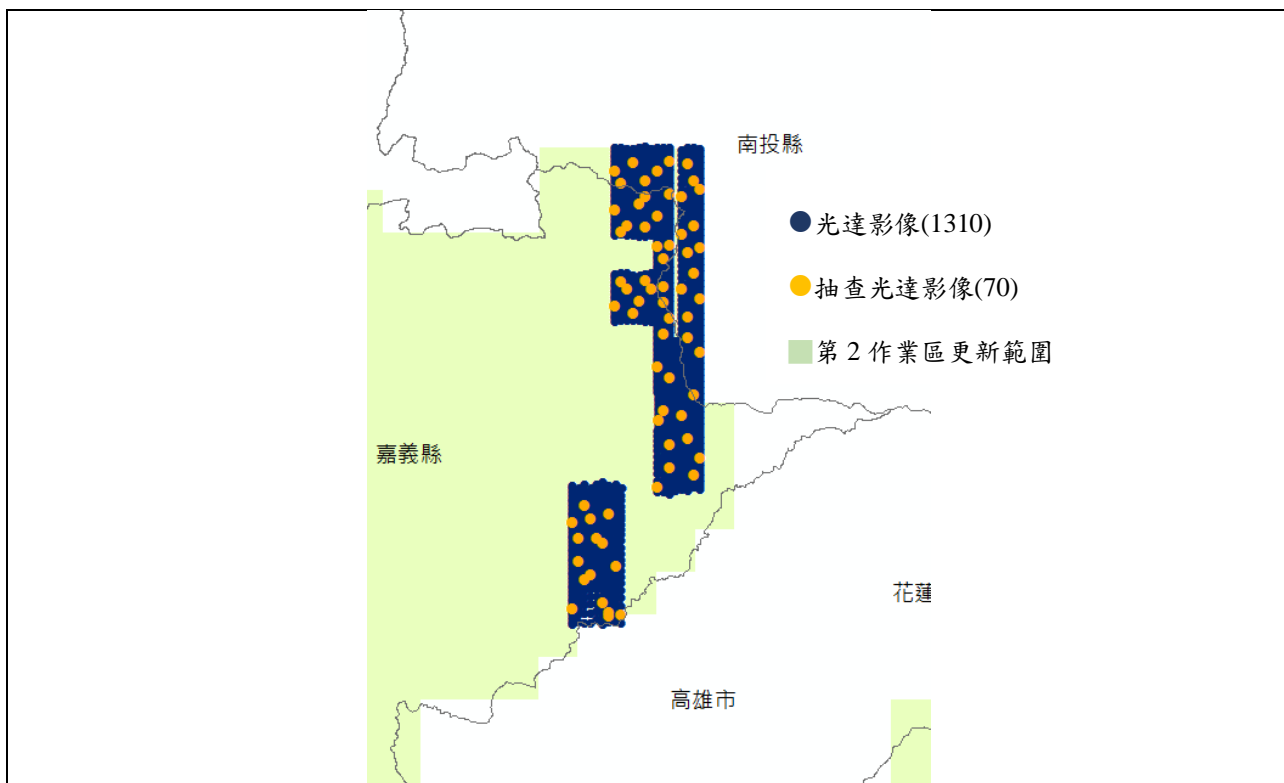 南投縣
光達影像(1310)
抽查光達影像(70)
第 2 作業區更新範圍
嘉義縣
花蓮
高雄市